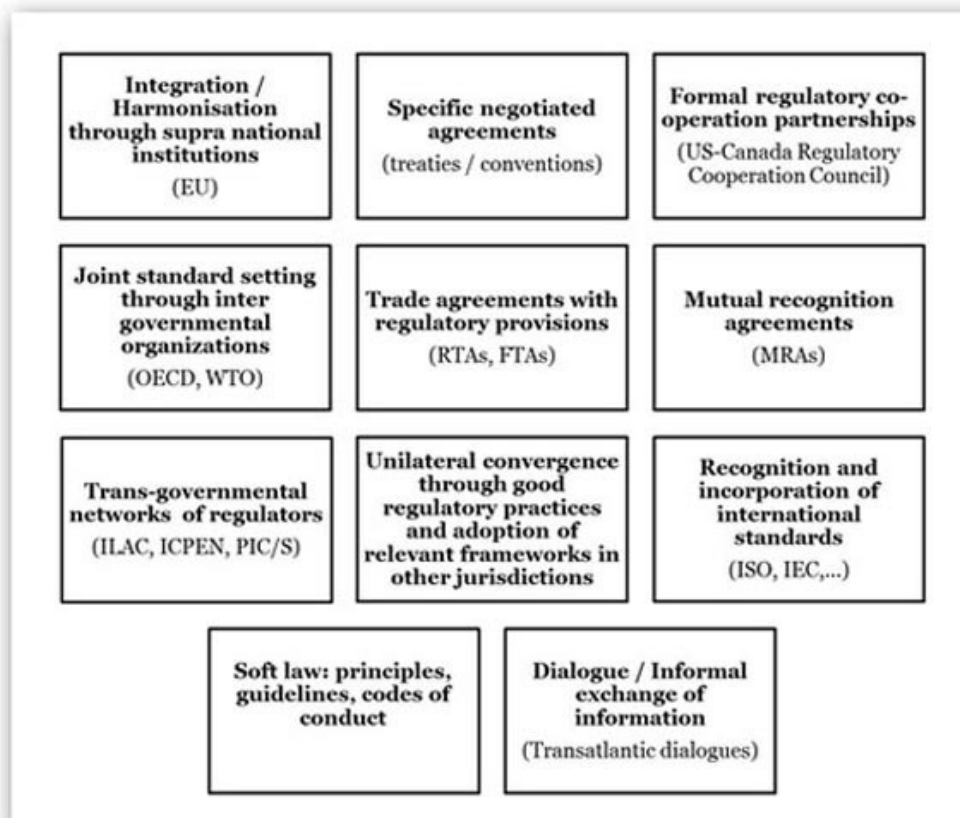 Integration /
Harmonisation
through supra national
institutions
(EU)
Specific negotiated
agreements
(treaties / conventions)
Formal regulatory co-
operation partnerships
(US-Canada Regulatory
Cooperation Council)
Joint standard setting
through inter
governmental
organizations
(OECD, WTO)
Trade agreements with
regulatory provisions
(RTAs, FTAs)
Mutual recognition
agreements
(MRAs)
Trans-governmental
networks of regulators
(ILAC, ICPEN, PIC/S)
Unilateral convergence
through good
regulatory practices
and adoption of
relevant frameworks in
other jurisdictions
Recognition and
incorporation of
international
standards
(ISO, IEC,...)
Soft law: principles,
guidelines, codes of
conduct
Dialogue / Informal
exchange of
information
(Transatlantic dialogues)